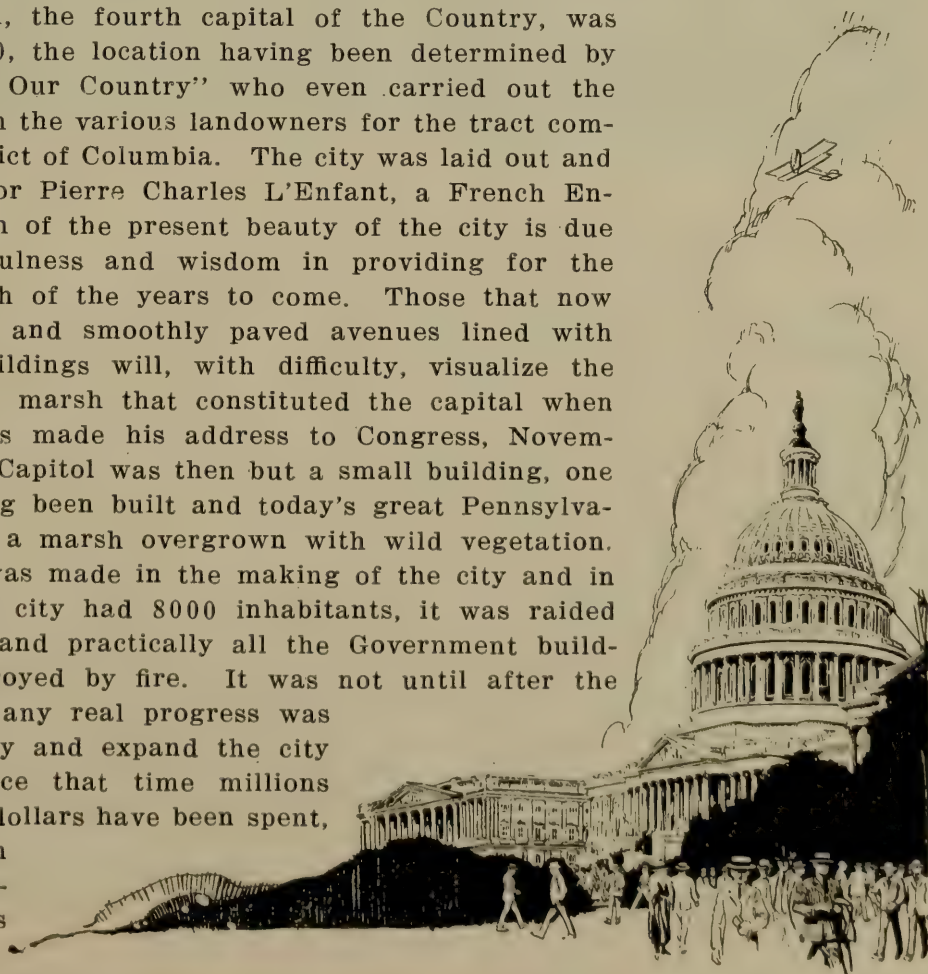 , the fourth capital of the Country, was
, the location having been determined by
Our Country" who even carried out the
the various landowners for the tract com-
ict of Columbia. The city was laid out and
or Pierre Charles L'Enfant, a French En-
of the present beauty of the city is due
ulness and wisdom in providing for the
h of the years to come. Those that now
and smoothly paved avenues lined with
ildings will, with difficulty, visualize the
marsh that constituted the capital when
s made his address to Congress, Novem-
Capitol was then but a small building, one
g been built and today's great Pennsylva-
a marsh overgrown with wild vegetation.
as made in the making of the city and in
city had 8000 inhabitants, it was raided
and practically all the Government build-
oyed by fire. It was not until after the
any real progress was
y and expand the city
ce that time millions
dollars have been spent,
-
s